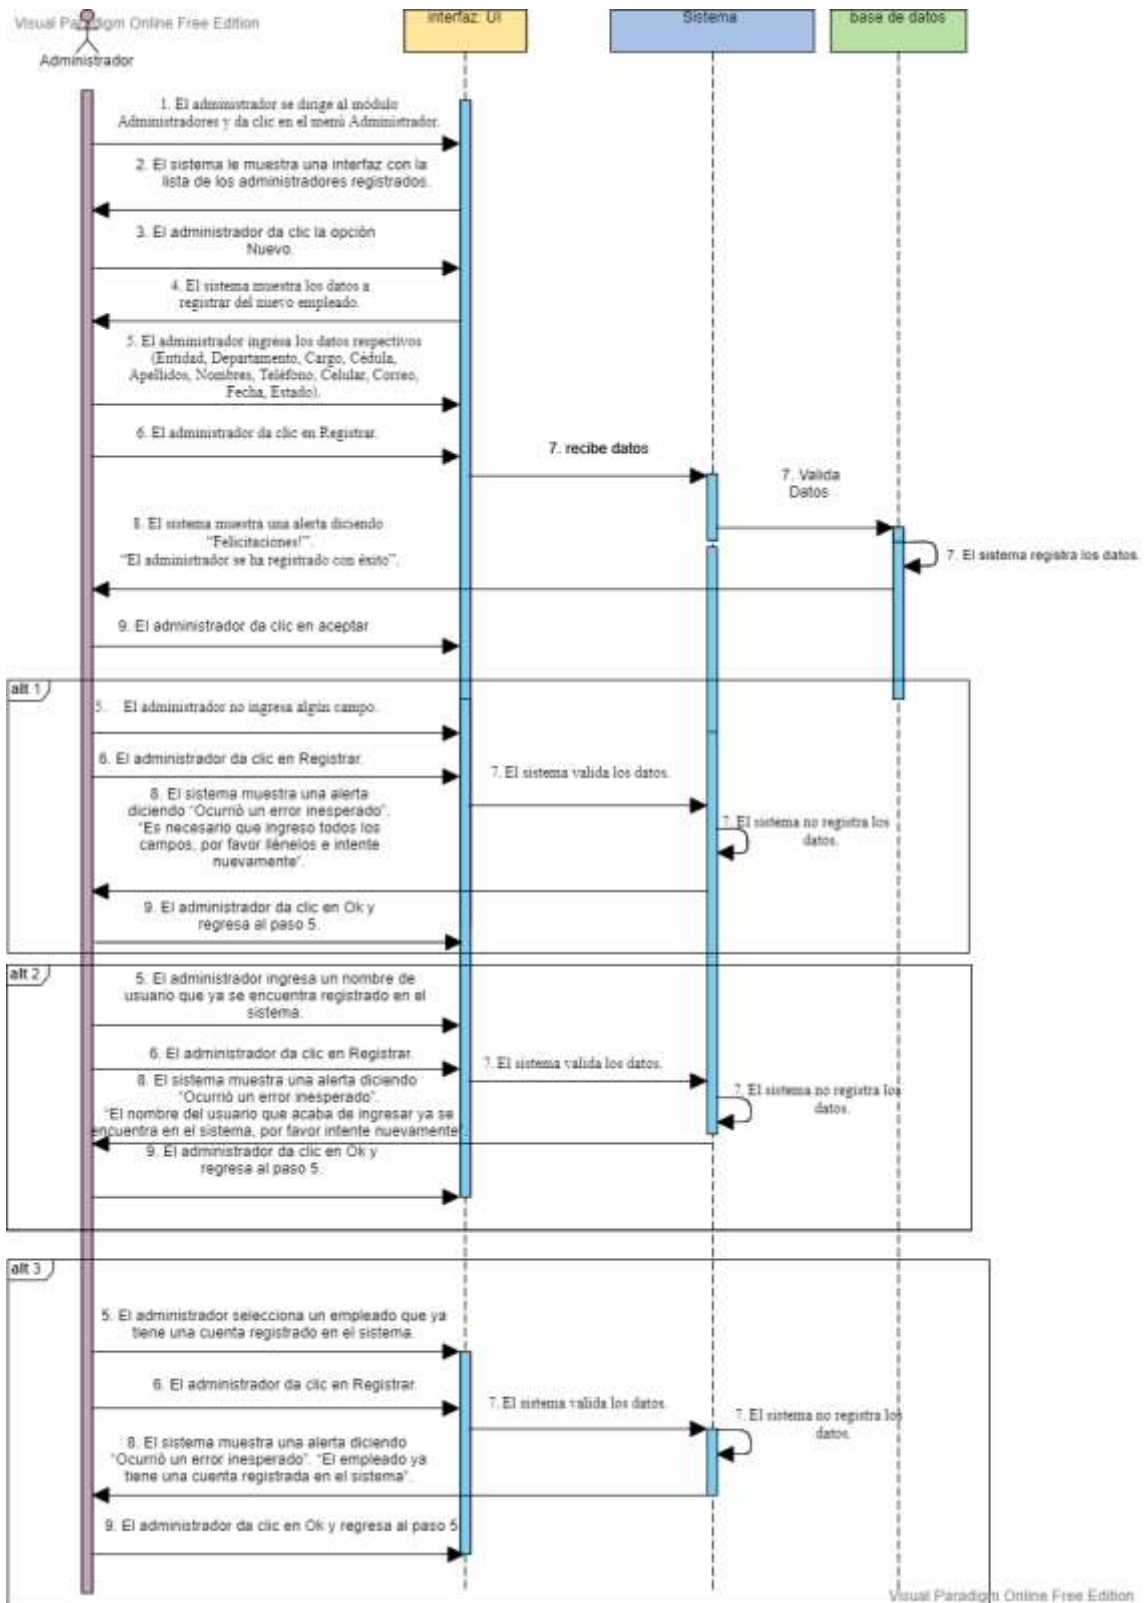 Visual Paradigm Online Free Edition
Administrador
interfaz: UI
Sistema
base de datos
1. El administrador se dirige al módulo
Administradores y da clic en el menú Administrador.
2. El sistema le muestra una interfaz con la
lista de los administradores registrados.
3. El administrador da clic la opción
Nuevo.
4. El sistema muestra los datos a
registrar del nuevo empleado.
5. El administrador ingresa los datos respectivos
(Entidad, Departamento, Cargo, Cédula,
Apellidos, Nombres, Teléfono, Celular, Correo,
Fecha, Estado).
6. El administrador da clic en Registrar.
7. recibe datos
7. Valida
Datos
8. El sistema muestra una alerta diciendo
“Felicitaciones!”.
“El administrador se ha registrado con éxito”.
7. El sistema registra los datos.
9. El administrador da clic en aceptar
alt 1
5. El administrador no ingresa algún campo.
6. El administrador da clic en Registrar.
7. El sistema valida los datos.
8. El sistema muestra una alerta
diciendo “Ocurrió un error inesperado”.
“Es necesario que ingreso todos los
campos, por favor llénelos e intente
nuevamente”.
7. El sistema no registra los
datos.
9. El administrador da clic en Ok y
regresa al paso 5.
alt 2
5. El administrador ingresa un nombre de
usuario que ya se encuentra registrado en el
sistema.
6. El administrador da clic en Registrar.
7. El sistema valida los datos.
8. El sistema muestra una alerta diciendo
“Ocurrió un error inesperado”.
“El nombre del usuario que acaba de ingresar ya se
encuentra en el sistema, por favor intente nuevamente”.
7. El sistema no registra los
datos.
9. El administrador da clic en Ok y
regresa al paso 5.
alt 3
5. El administrador selecciona un empleado que ya
tiene una cuenta registrado en el sistema.
6. El administrador da clic en Registrar.
7. El sistema valida los datos.
7. El sistema no registra los
datos.
8. El sistema muestra una alerta diciendo
“Ocurrió un error inesperado”. “El empleado ya
tiene una cuenta registrada en el sistema”.
9. El administrador da clic en Ok y regresa al paso 5
Visual Paradigm Online Free Edition